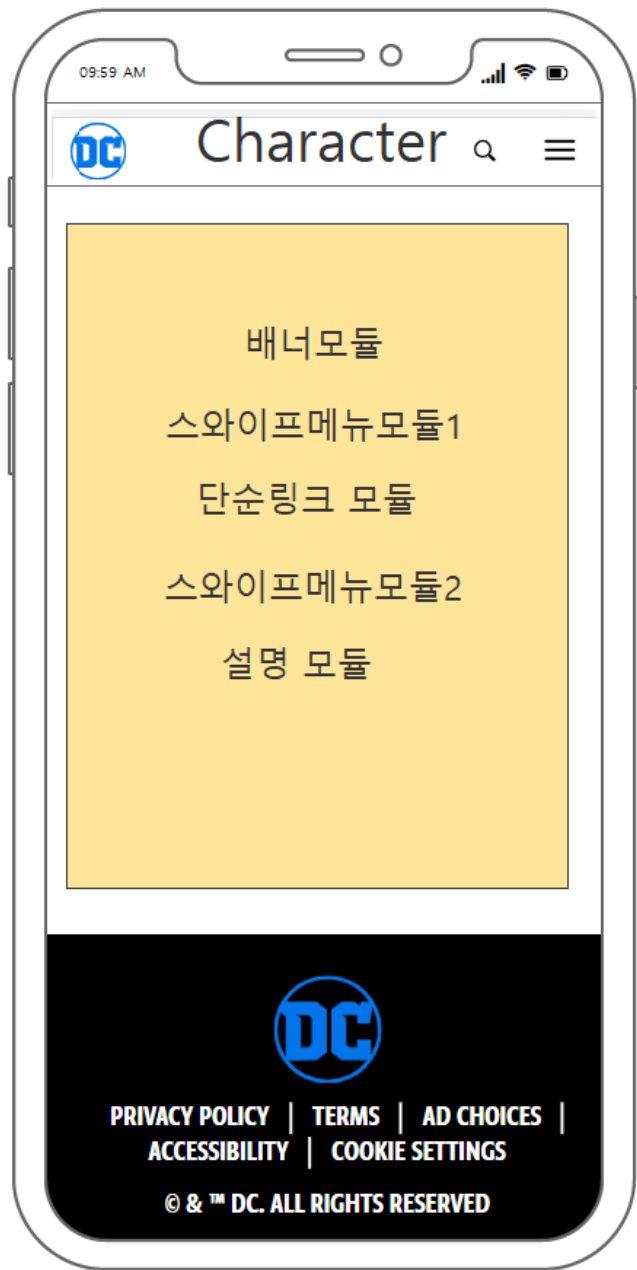 09:59 AM
DC Character
배너모듈
스와이프메뉴모듈1
단순링크 모듈
스와이프메뉴모듈2
설명 모듈
DC
PRIVACY POLICY | TERMS | AD CHOICES |
ACCESSIBILITY | COOKIE SETTINGS
© & ™ DC. ALL RIGHTS RESERVED